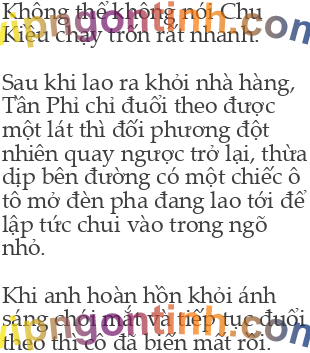 Không thể không nói, Chu
Kiều chạy trốn rất nhanh.
Sau khi lao ra khỏi nhà hàng,
Tân Phi chỉ đuổi theo được
một lát thì đối phương đột
nhiên quay ngược trở lại, thừa
dịp bên đường có một chiếc ô
tô mở đèn pha đang lao tới để
lập tức chui vào trong ngõ
nhỏ.
Khi anh hoàn hồn khỏi ánh
sáng chói mắt và tiếp tục đuổi
theo thì cô đã biến mất rồi.
vipngontinh.com
vipngontinh.com